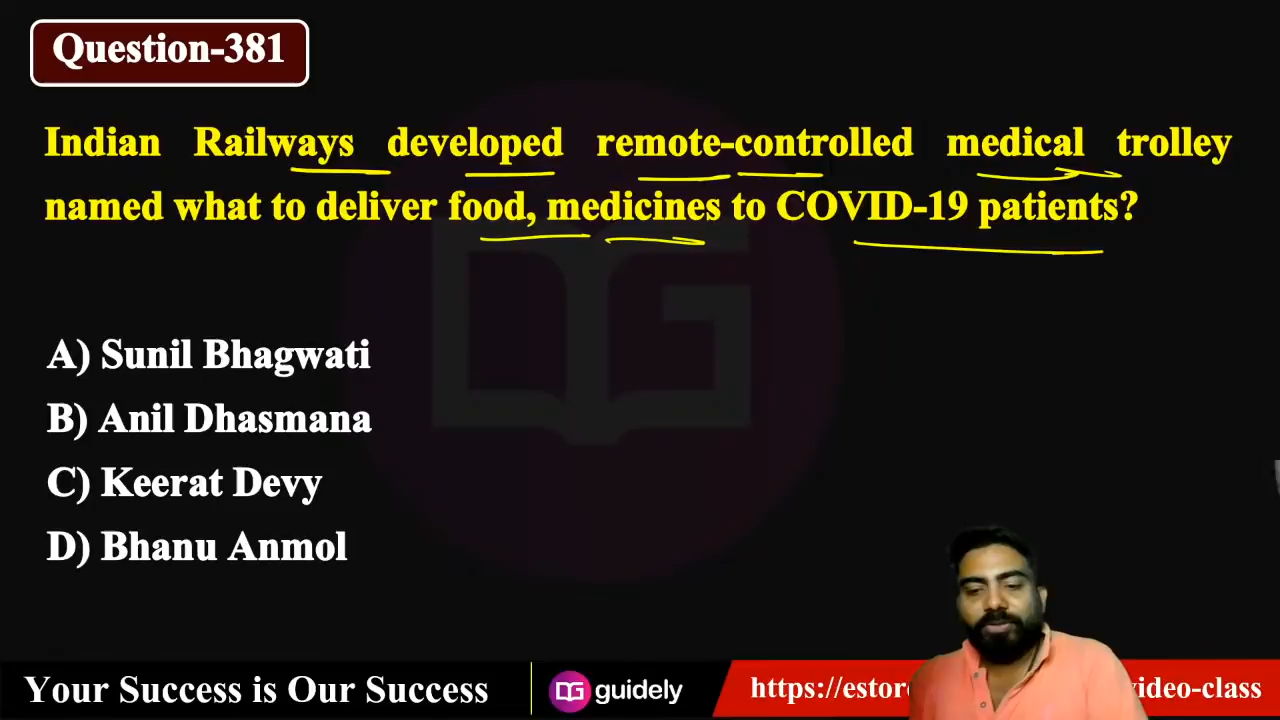 Question-381
Indian Railways developed remote-controlled medical trolley
named what to deliver food, medicines to COVID-19 patients?
A) Sunil Bhagwati
B) Anil Dhasmana
C) Keerat Devy
D) Bhanu Anmol
Your Success is Our Success
guidely
https://estor
video-class